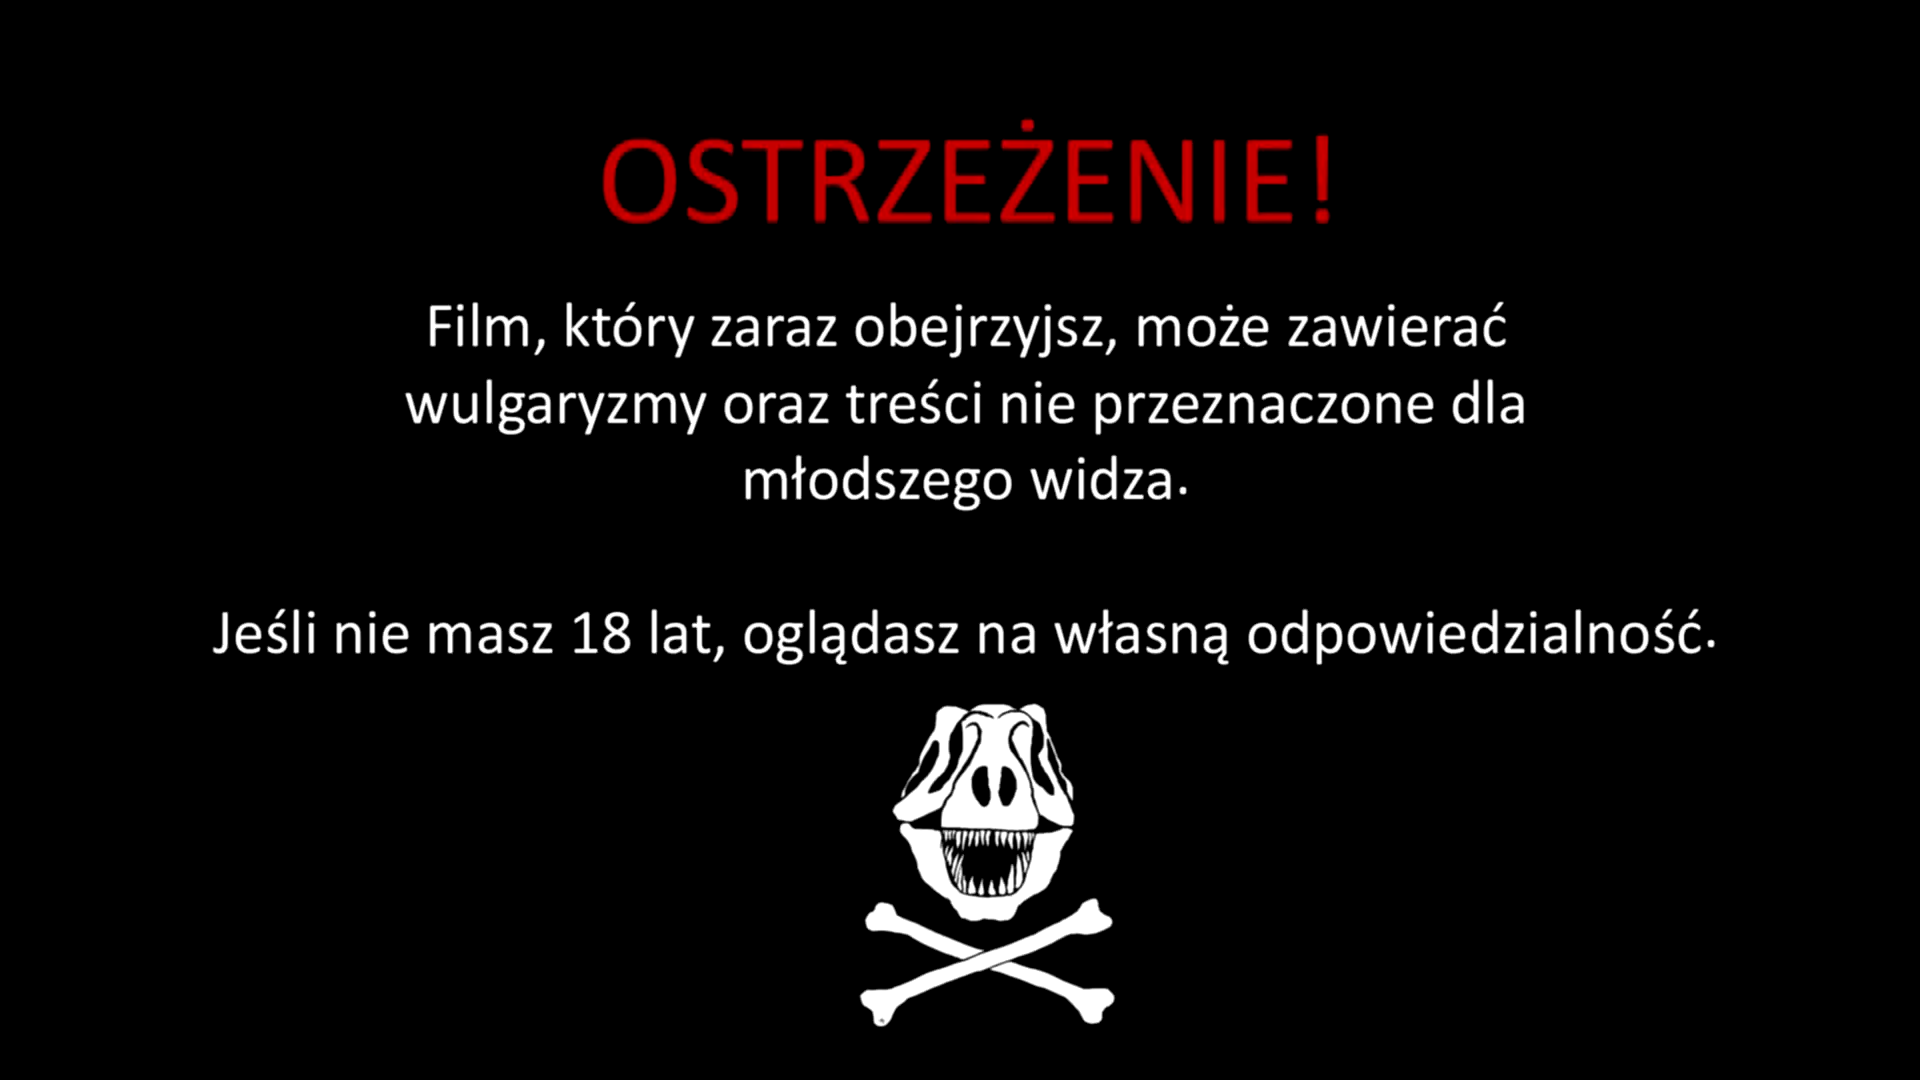 OSTRZEŻENIE!
Film, który zaraz obejrzyjsz, może zawierać
wulgaryzmy oraz treści nie przeznaczone dla
młodszego widza.
Jeśli nie masz 18 lat, oglądasz na własną odpowiedzialność.